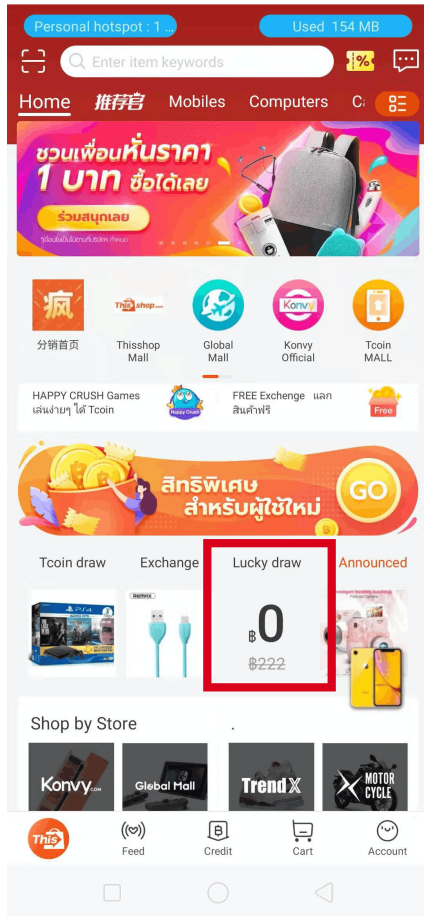 Personal hotspot : 1 ...
Used 154 MB
Enter item keywords
%
Home
推荐官
Mobiles
Computers
ชวนเพื่อนหั่นราคา
1 บาท ซื้อได้เลย
ร่วมสนุกเลย
疯
This shop
Konvy
分销首页
Thisshop
Mall
Global
Mall
Konvy
Official
Tcoin
MALL
HAPPY CRUSH Games
เล่นง่ายๆ ได้ Tcoin
Happy Crush
FREE Exchenge แลก
สินค้าฟรี
Free
สิทธิพิเศษ
สำหรับผู้ใช้ใหม่
GO
Tcoin draw
Exchange
Lucky draw
Announced
PS4
REMAX
฿0
฿222
Shop by Store
Konvy.COM
Global Mall
TrendX
MOTOR
CYCLE
This
Feed
Credit
Cart
Account